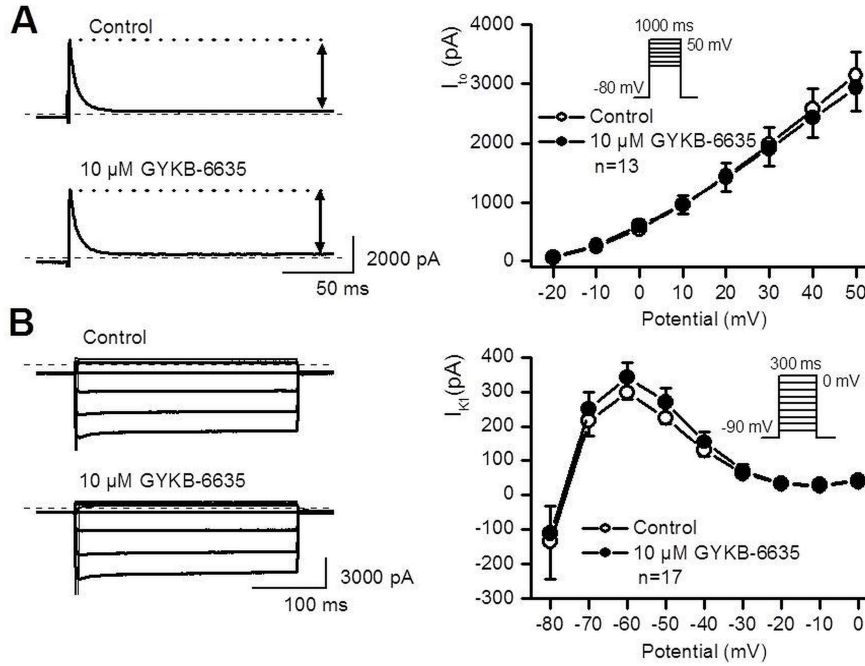 A
Control
10 µM GYKB-6635
2000 pA
50 ms
Ito (pA)
4000
3000
2000
1000
0
1000 ms
50 mV
-80 mV
Control
10 µM GYKB-6635
n=13
-20 -10 0 10 20 30 40 50
Potential (mV)
B
Control
10 µM GYKB-6635
3000 pA
100 ms
IK1(pA)
400
300
200
100
0
-100
-200
-300
300 ms
0 mV
-90 mV
Control
10 µM GYKB-6635
n=17
-80 -70 -60 -50 -40 -30 -20 -10 0
Potential (mV)